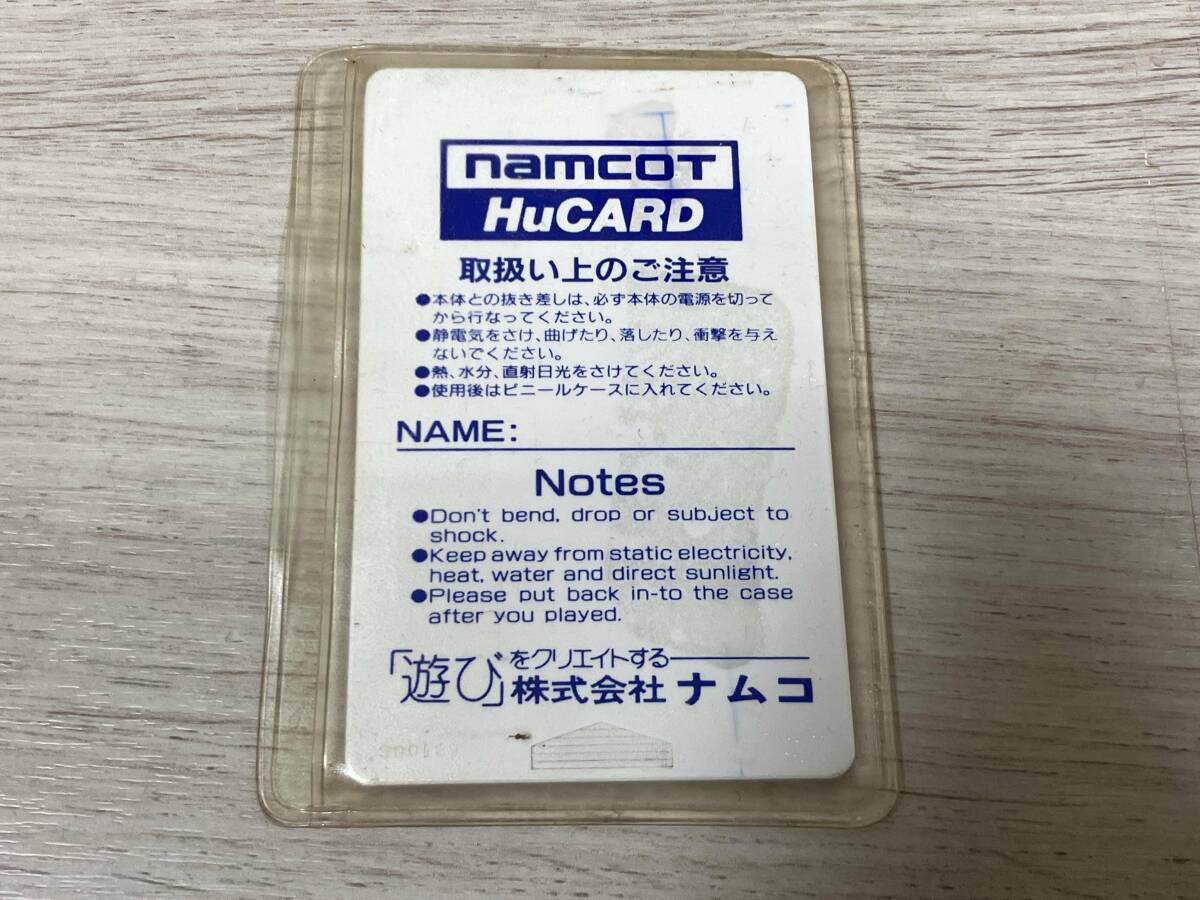 namcoT
HuCARD
取扱い上のご注意
●本体との抜き差しは、必ず本体の電源を切って
から行なってください。
●静電気をさけ、曲げたり、落したり、衝撃を与え
ないでください。
●熱、水分、直射日光をさけてください。
●使用後はビニールケースに入れてください。
NAME:
Notes
●Don't bend, drop or subject to
shock.
●Keep away from static electricity,
heat, water and direct sunlight.
●Please put back in-to the case
after you played.
「遊び」をクリエイトする
株式会社 ナムコ